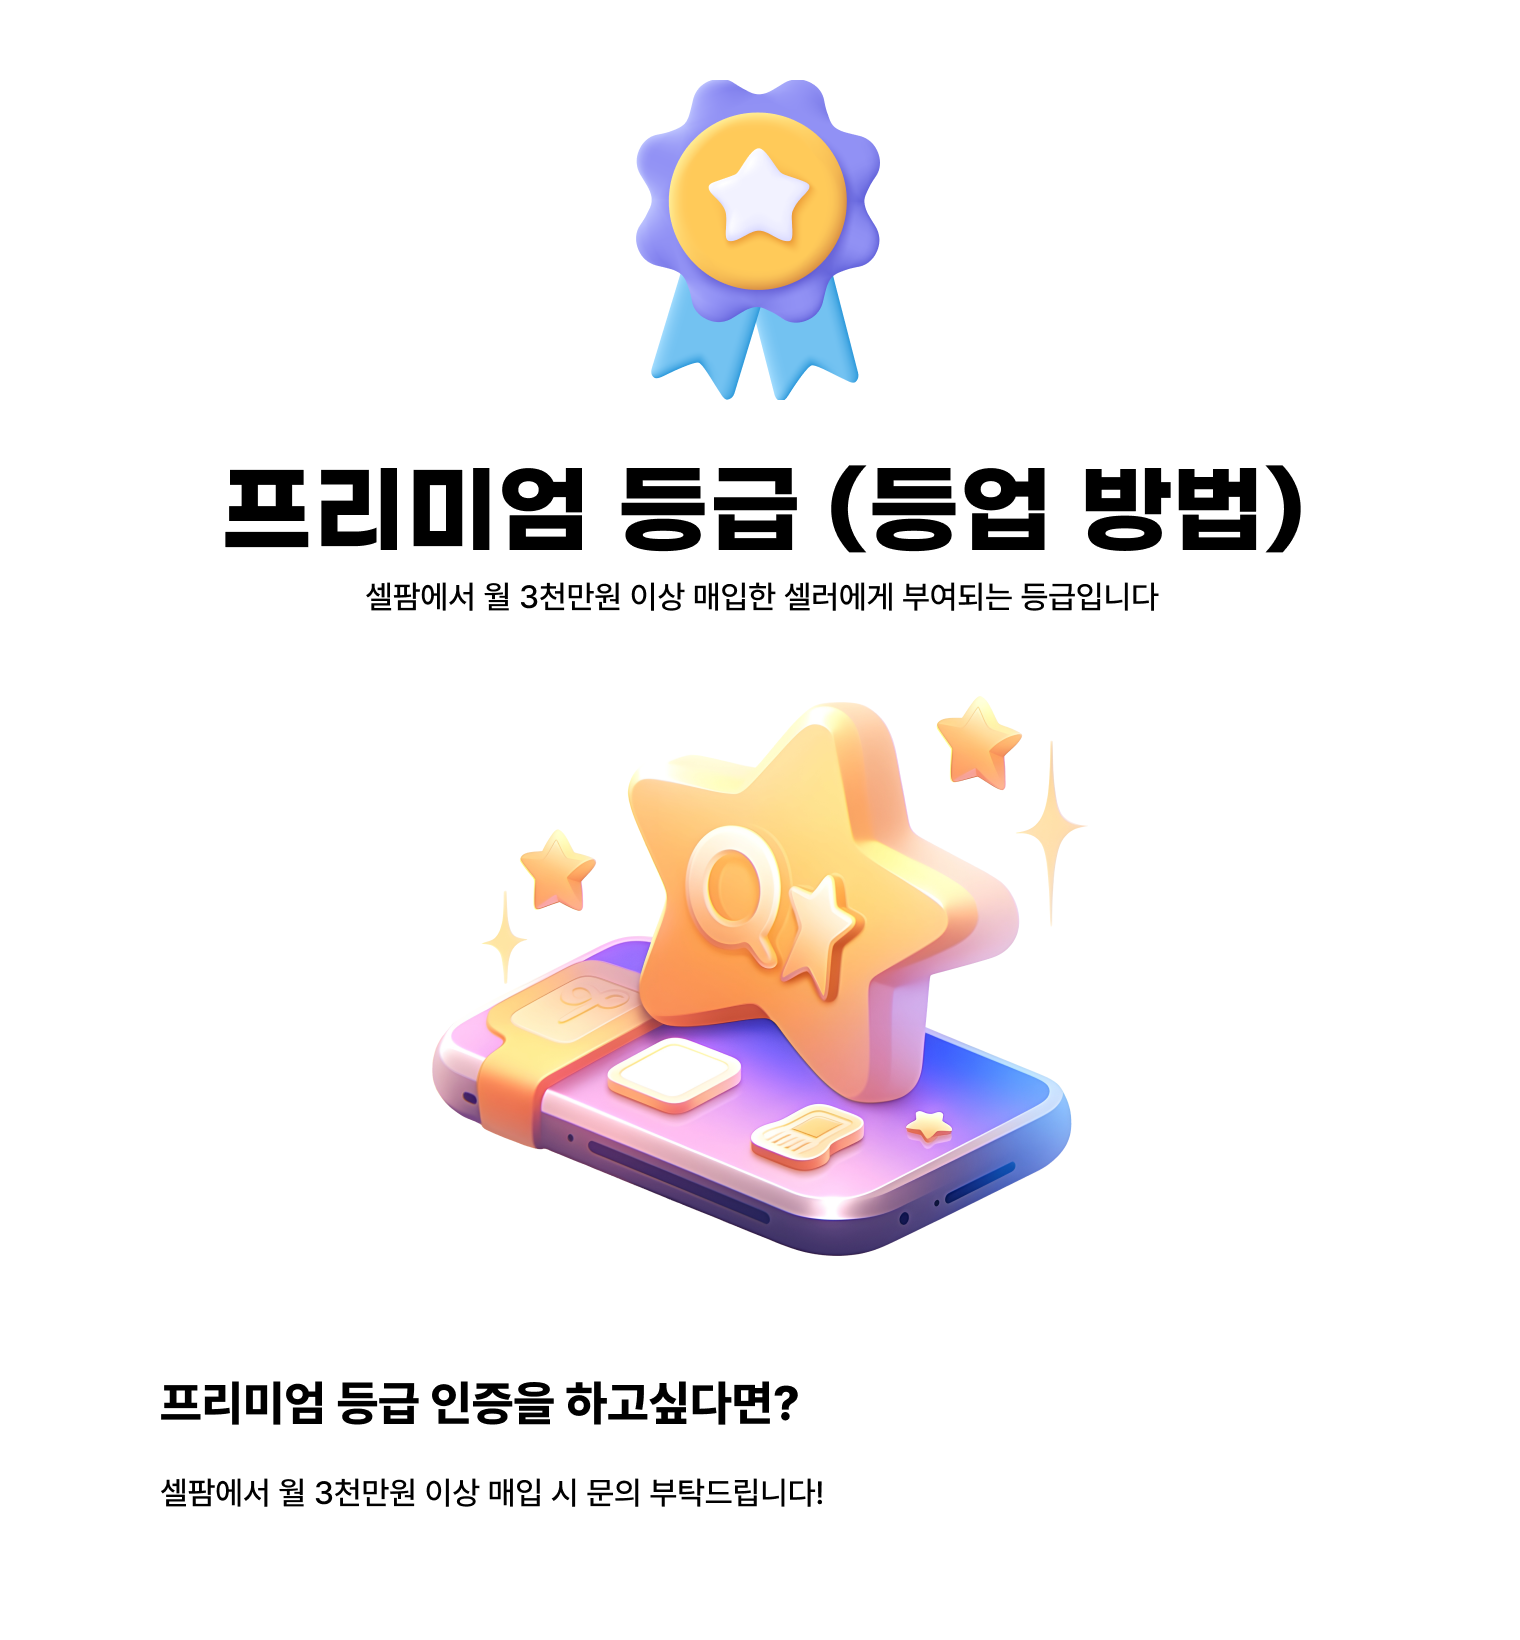 프리미엄 등급 (등업 방법)
셀팜에서 월 3천만원 이상 매입한 셀러에게 부여되는 등급입니다
Q
프리미엄 등급 인증을 하고싶다면?
셀팜에서 월 3천만원 이상 매입 시 문의 부탁드립니다!